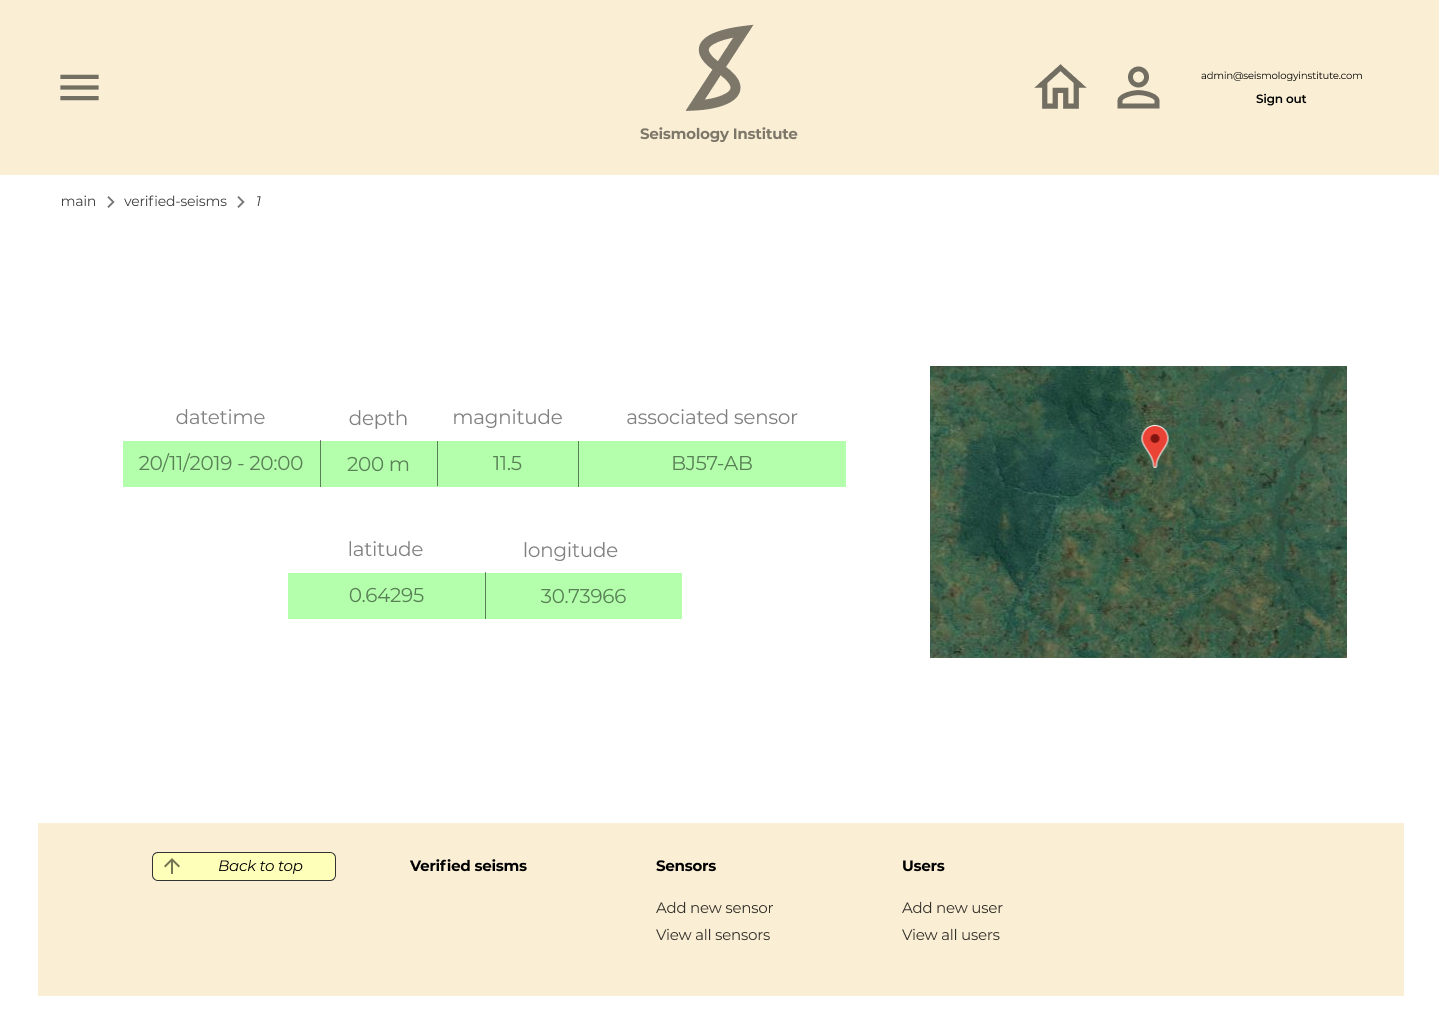 admin@seismologyinstitute.com
Sign out
Seismology Institute
main
verified-seisms
1
datetime depth magnitude associated sensor
20/11/2019 - 20:00 200 m 11.5 BJ57-AB
latitude longitude
0.64295 30.73966
Back to top Verified seisms Sensors Users
Add new sensor Add new user
View all sensors View all users